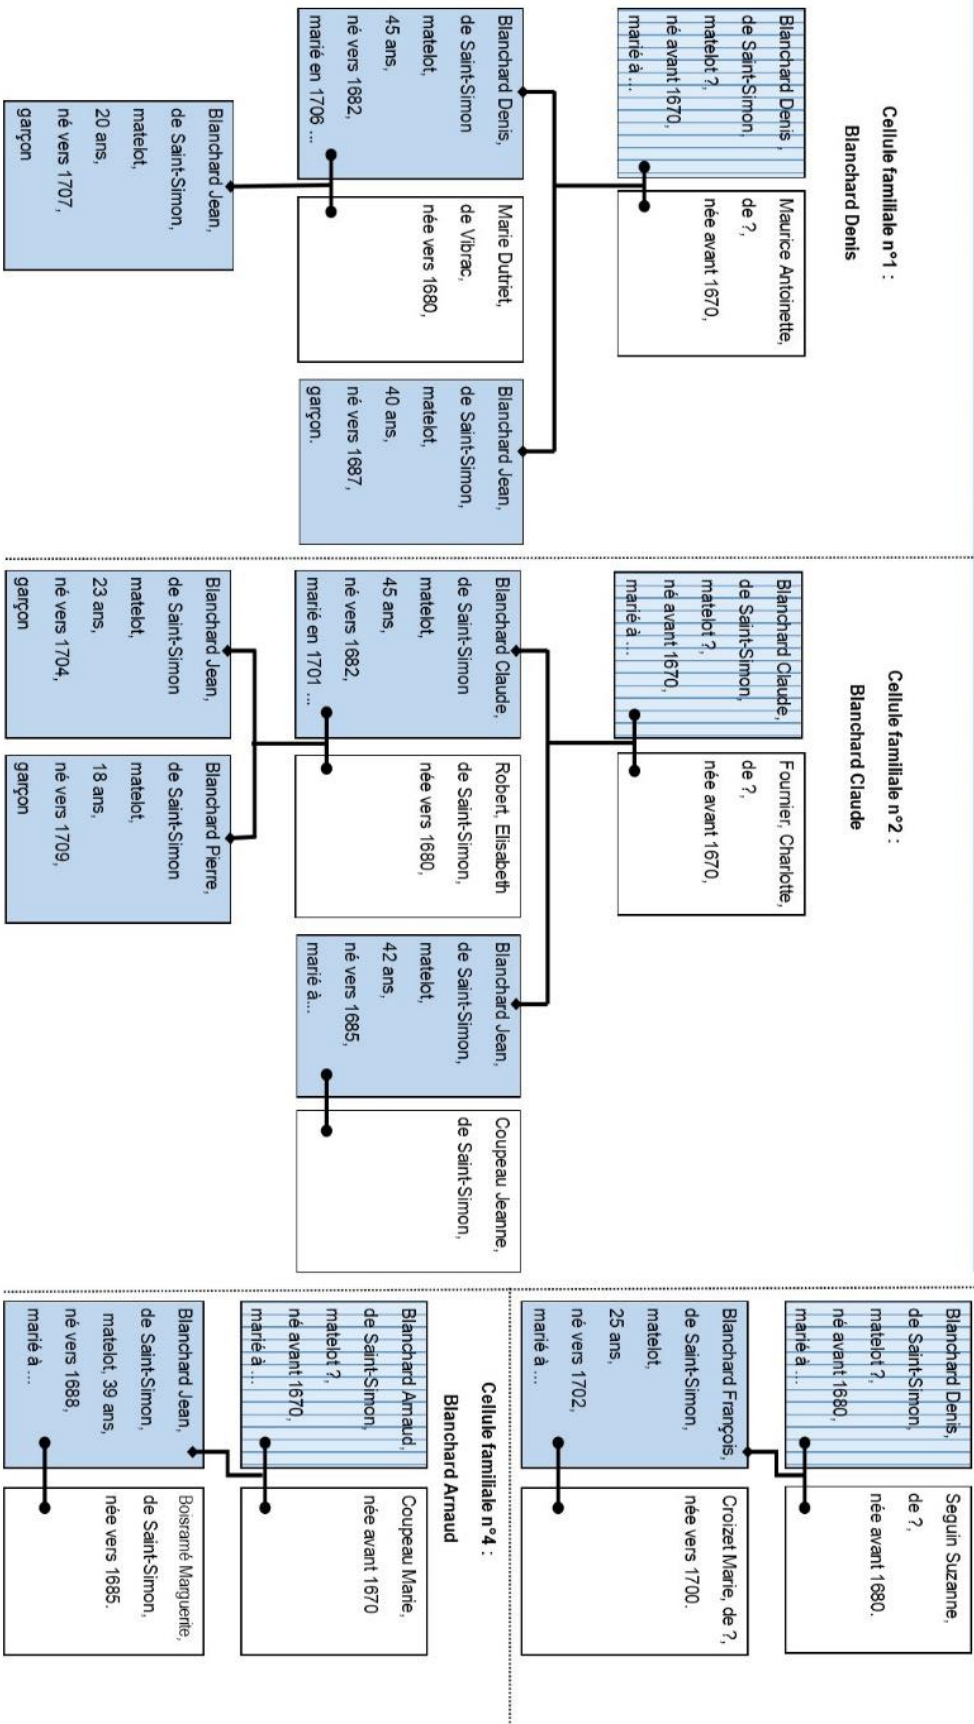 Cellule familiale n°1 :
Blanchard Denis
Blanchard Denis ,
de Saint-Simon,
matelot ?,
né avant 1670,
marié à ...
Maurice Antoinette,
de ?,
née avant 1670,
Blanchard Denis,
de Saint-Simon
matelot,
45 ans,
né vers 1682,
marié en 1706 ...
Marie Dutriet,
de Vibrac,
née vers 1680,
Blanchard Jean,
de Saint-Simon,
matelot,
40 ans,
né vers 1687,
garçon.
Blanchard Jean,
de Saint-Simon,
matelot,
20 ans,
né vers 1707,
garçon
Cellule familiale n°2 :
Blanchard Claude
Blanchard Claude,
de Saint-Simon,
matelot ?,
né avant 1670,
marié à ...
Fournier, Charlotte,
de ?,
née avant 1670,
Blanchard Claude,
de Saint-Simon
matelot,
45 ans,
né vers 1682,
marié en 1701 ...
Robert, Elisabeth
de Saint-Simon,
née vers 1680,
Blanchard Jean,
de Saint-Simon,
matelot,
42 ans,
né vers 1685,
marié à...
Coupeau Jeanne,
de Saint-Simon,
Blanchard Jean,
de Saint-Simon
matelot,
23 ans,
né vers 1704,
garçon
Blanchard Pierre,
de Saint-Simon
matelot,
18 ans,
né vers 1709,
garçon
Blanchard Denis,
de Saint-Simon,
matelot ?,
né avant 1680,
marié à ...
Seguin Suzanne,
de ?,
née avant 1680.
Blanchard François,
de Saint-Simon,
matelot,
25 ans,
né vers 1702,
marié à ...
Croizet Marie, de ?,
née vers 1700.
Cellule familiale n°4 :
Blanchard Arnaud
Blanchard Arnaud,
de Saint-Simon,
matelot ?,
né avant 1670,
marié à ...
Coupeau Marie,
née avant 1670
Blanchard Jean,
de Saint-Simon,
matelot, 39 ans,
né vers 1688,
marié à ...
Boisramé Marguerite,
de Saint-Simon,
née vers 1685.